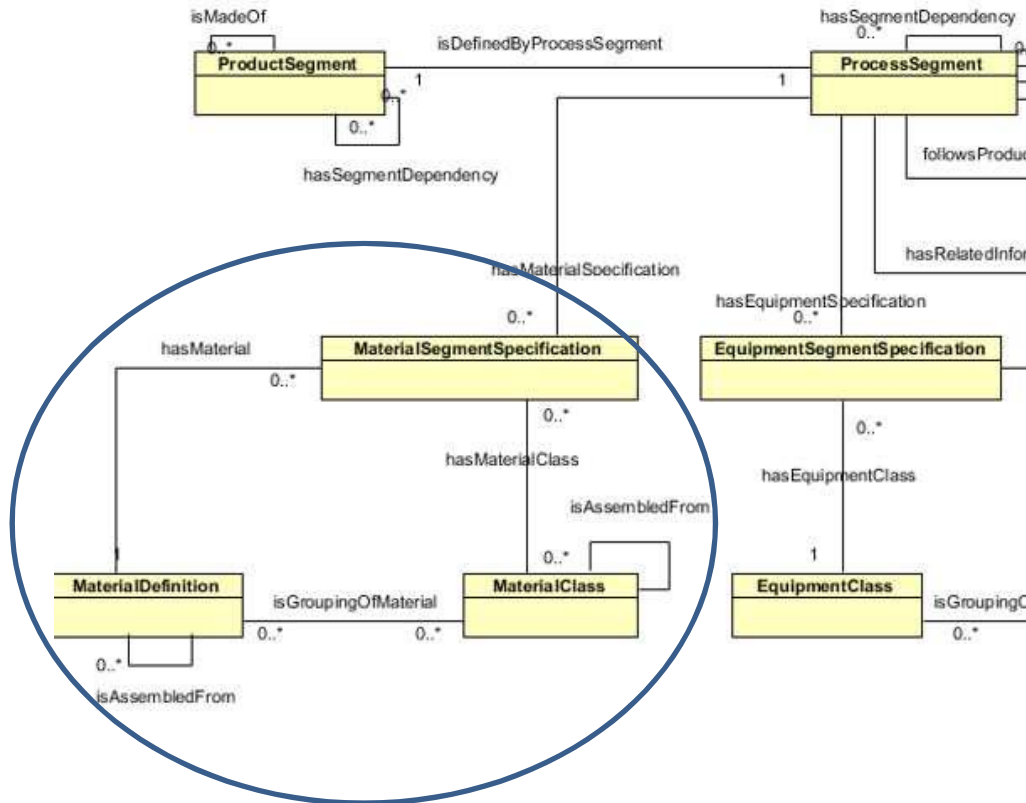 isMadeOf
hasSegmentDependency
0..*
0..*
isDefinedByProcessSegment
ProductSegment
ProcessSegment
1
1
0..*
0..*
hasSegmentDependency
followsProduc
hasRelatedInfor
hasMaterialSpecification
hasEquipmentSpecification
0..*
0..*
hasMaterial
MaterialSegmentSpecification
EquipmentSegmentSpecification
0..*
0..*
0..*
hasMaterialClass
hasEquipmentClass
isAssembledFrom
1
0..*
1
MaterialDefinition
MaterialClass
EquipmentClass
isGroupingOfMaterial
isGroupingO
0..*
0..*
0..*
0..*
isAssembledFrom